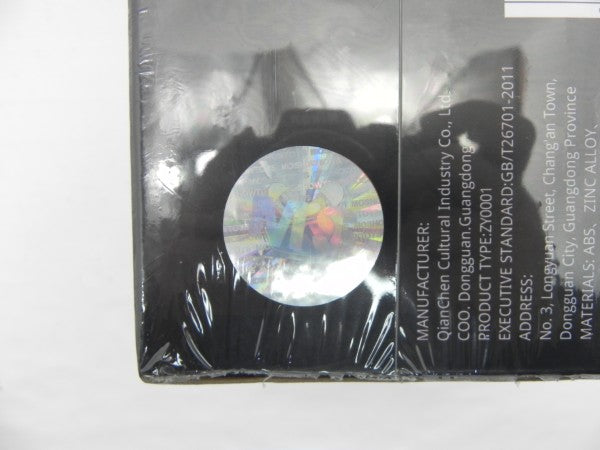 MANUFACTURER:
QianChen Cultural Industry Co., Ltd.
COO. Dongguan.Guangdong
PRODUCT TYPE:ZY0001
EXECUTIVE STANDARD:GB/T26701-2011
ADDRESS:
No. 3, Longyuan Street, Chang'an Town,
Dongguan City, Guangdong Province
MATERIALS: ABS、 ZINC ALLOY